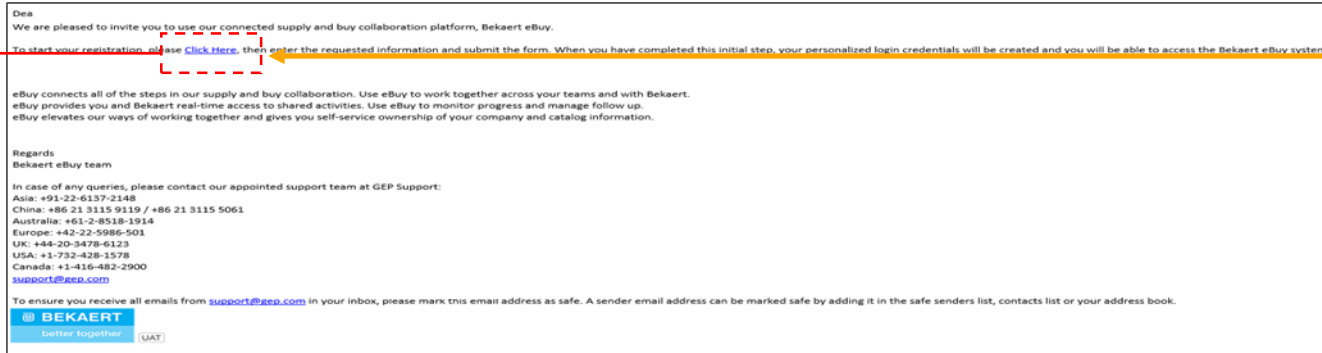 Dea
We are pleased to invite you to use our connected supply and buy collaboration platform, Bekaert eBuy.
To start your registration, please Click Here, then enter the requested information and submit the form. When you have completed this initial step, your personalized login credentials will be created and you will be able to access the Bekaert eBuy system
eBuy connects all of the steps in our supply and buy collaboration. Use eBuy to work together across your teams and with Bekaert.
eBuy provides you and Bekaert real-time access to shared activities. Use eBuy to monitor progress and manage follow up.
eBuy elevates our ways of working together and gives you self-service ownership of your company and catalog information.
Regards
Bekaert eBuy team
In case of any queries, please contact our appointed support team at GEP Support:
Asia: +91-22-6137-2148
China: +86 21 3115 9119 / +86 21 3115 5061
Australia: +61-2-8518-1914
Europe: +42-22-5986-501
UK: +44-20-3478-6123
USA: +1-732-428-1578
Canada: +1-416-482-2900
support@gep.com
To ensure you receive all emails from support@gep.com in your inbox, please mark this email address as safe. A sender email address can be marked safe by adding it in the safe senders list, contacts list or your address book.
BEKAERT
better together
UAT